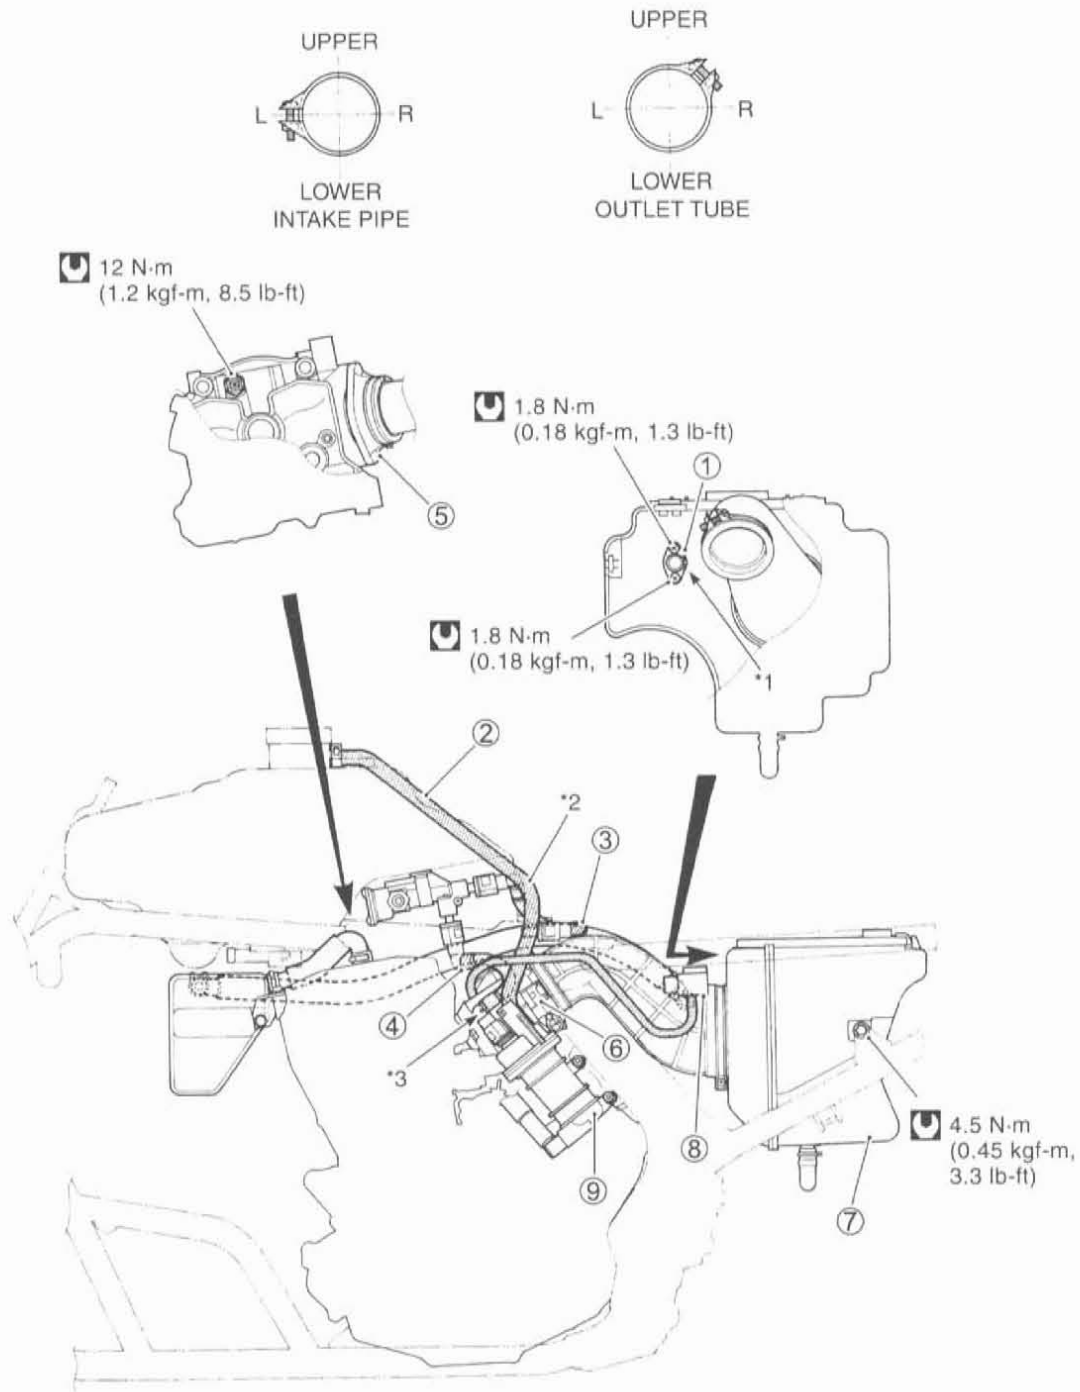 UPPER
L
R
LOWER
INTAKE PIPE
UPPER
L
R
LOWER
OUTLET TUBE
12 N·m
(1.2 kgf-m, 8.5 lb-ft)
⑤
1.8 N·m
(0.18 kgf-m, 1.3 lb-ft)
①
1.8 N·m
(0.18 kgf-m, 1.3 lb-ft)
*1
②
*2
③
④
*3
⑥
⑧
⑨
4.5 N·m
(0.45 kgf-m,
3.3 lb-ft)
⑦